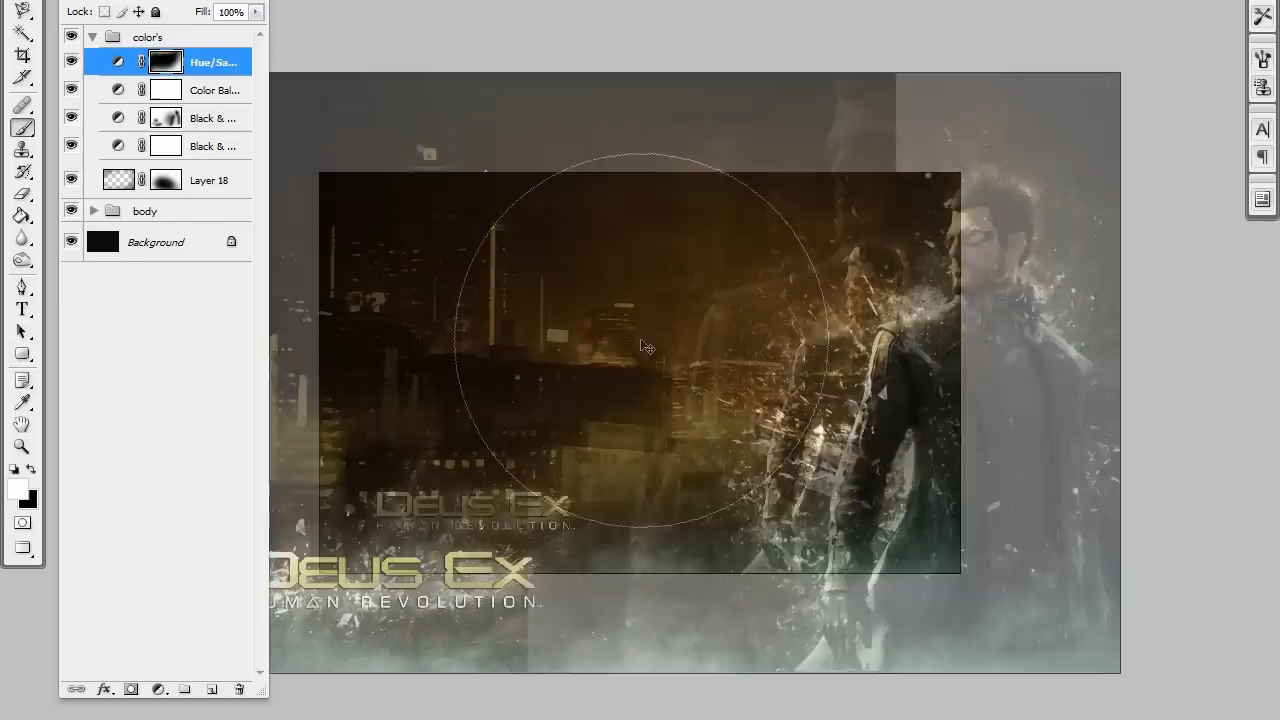 Lock:
Fill: 100%
color's
Hue/Sa...
Color Bal...
Black & ...
Black & ...
Layer 18
body
Background
DEUS EX
HUMAN REVOLUTION
DEUS EX
UMAN REVOLUTION